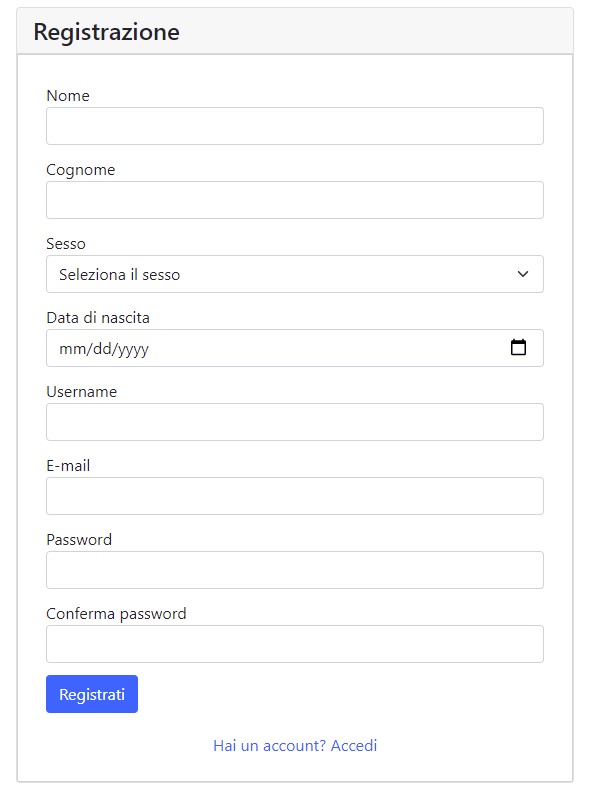 Registrazione
Nome
Cognome
Sesso
Seleziona il sesso
Data di nascita
mm/dd/yyyy
Username
E-mail
Password
Conferma password
Registrati
Hai un account? Accedi